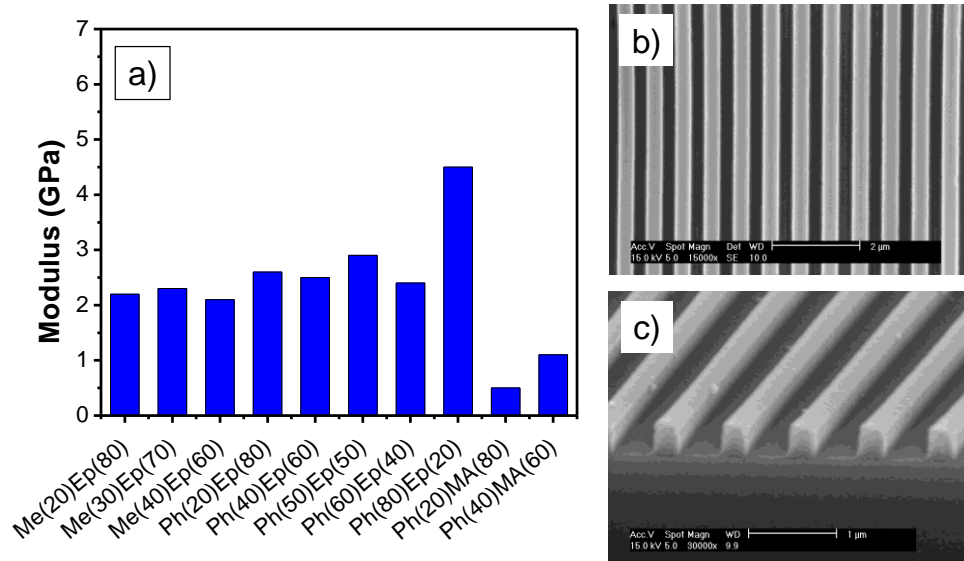 a)
Modulus (GPa)
7
6
5
4
3
2
1
0
Me(20)Ep(80)
Me(30)Ep(70)
Me(40)Ep(60)
Ph(20)Ep(80)
Ph(40)Ep(60)
Ph(50)Ep(50)
Ph(60)Ep(40)
Ph(80)Ep(20)
Ph(20)MA(80)
Ph(40)MA(60)
b)
Acc.V Spot Magn Det WD 2 µm
15.0 kV 5.0 15000x SE 10.0
c)
Acc.V Spot Magn WD 1 µm
15.0 kV 5.0 30000x 9.9